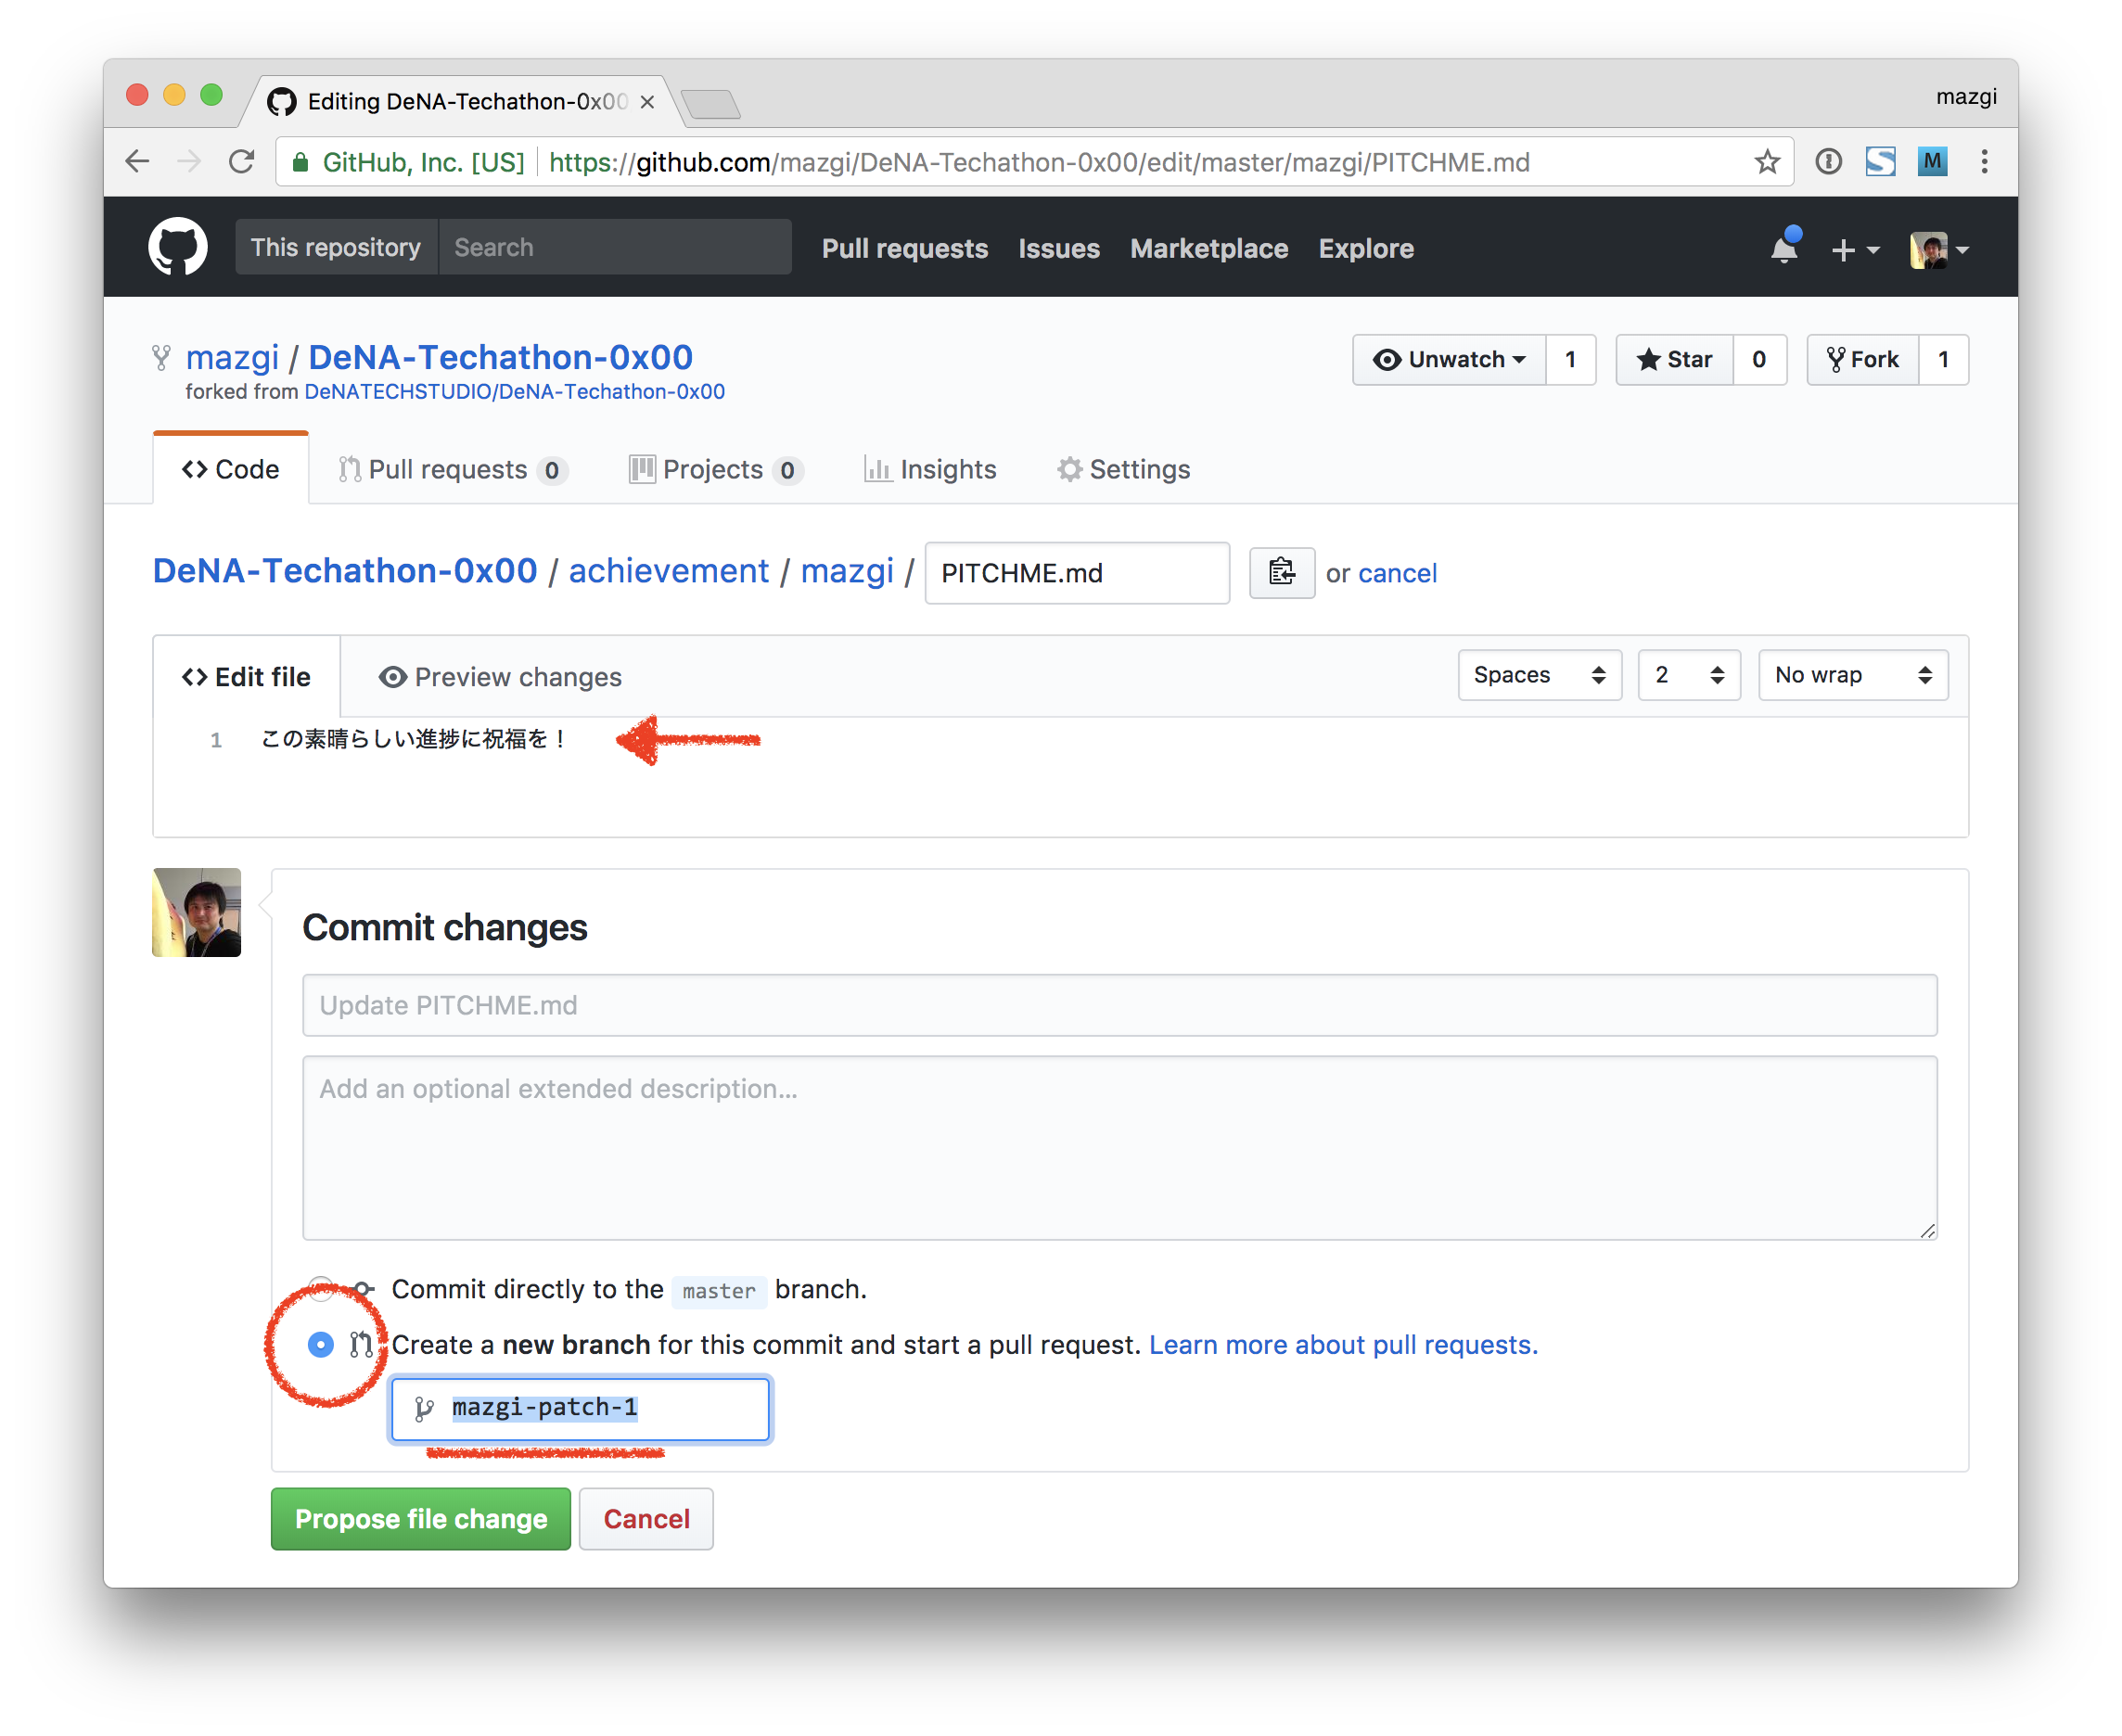 Editing DeNA-Techathon-0x00
mazgi
GitHub, Inc. [US] https://github.com/mazgi/DeNA-Techathon-0x00/edit/master/mazgi/PITCHME.md
M
This repository Search Pull requests Issues Marketplace Explore
mazgi / DeNA-Techathon-0x00
Unwatch 1 Star 0 Fork 1
forked from DeNATECHSTUDIO/DeNA-Techathon-0x00
Code Pull requests 0 Projects 0 Insights Settings
DeNA-Techathon-0x00 / achievement / mazgi / PITCHME.md or cancel
Edit file Preview changes Spaces 2 No wrap
1 この素晴らしい進捗に祝福を！
Commit changes
Update PITCHME.md
Add an optional extended description...
Commit directly to the master branch.
Create a new branch for this commit and start a pull request. Learn more about pull requests.
mazgi-patch-1
Propose file change Cancel